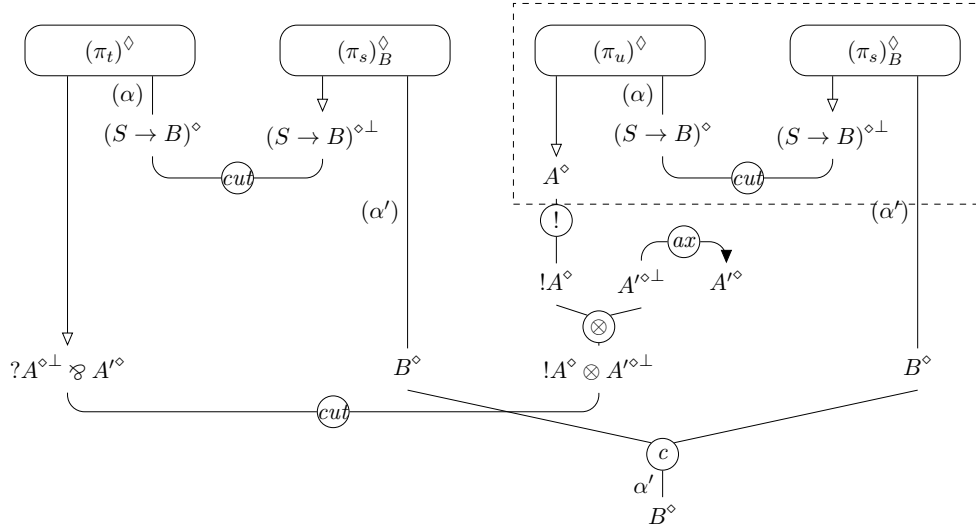 (π_t)^◊ (π_s)_B^◊ (π_u)^◊ (π_s)_B^◊
(α) (α)
(S → B)^⋄ (S → B)^{⋄⊥} (S → B)^⋄ (S → B)^{⋄⊥}
cut A^⋄ cut
(α′) ! (α′)
ax
!A^⋄ A′^{⋄⊥} A′^⋄
⊗
?A^{⋄⊥} ⅋ A′^⋄ B^⋄ !A^⋄ ⊗ A′^{⋄⊥} B^⋄
cut
c
α′
B^⋄